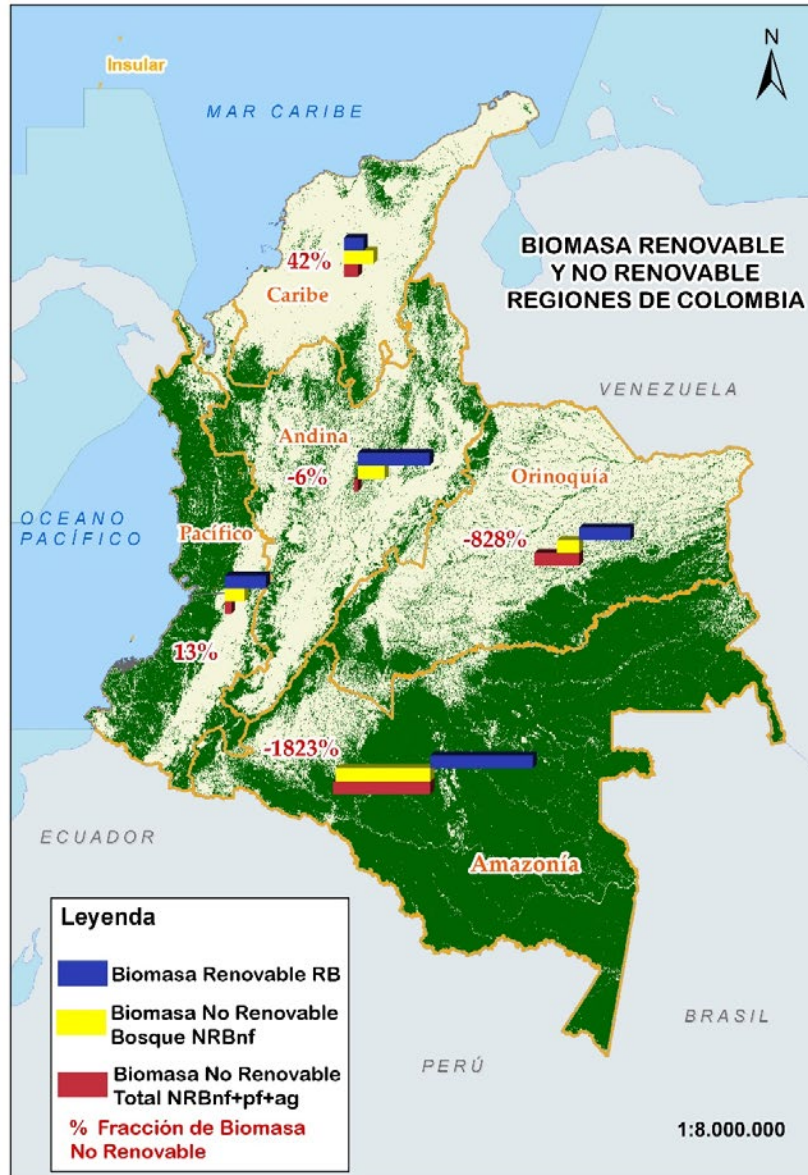 Insular
N
MAR CARIBE
BIOMASA RENOVABLE
Y NO RENOVABLE
REGIONES DE COLOMBIA
42%
Caribe
VENEZUELA
Andina
-6%
Orinoquía
-828%
OCEANO
PACÍFICO
Pacífico
13%
-1823%
ECUADOR
Amazonía
Leyenda
Biomasa Renovable RB
Biomasa No Renovable
Bosque NRBnf
Biomasa No Renovable
Total NRBnf+pf+ag
% Fracción de Biomasa
No Renovable
BRASIL
PERÚ
1:8.000.000